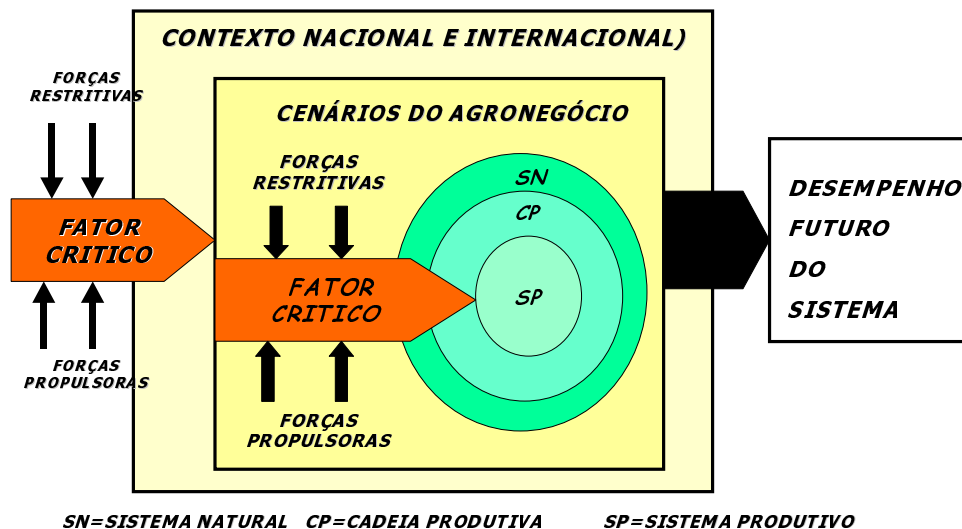 CONTEXTO NACIONAL E INTERNACIONAL)
FORÇAS
RESTRITIVAS
CENÁRIOS DO AGRONEGÓCIO
FORÇAS
RESTRITIVAS
SN
CP
SP
FATOR
CRITICO
FATOR
CRITICO
DESEMPENHO
FUTURO
DO
SISTEMA
FORÇAS
PROPULSORAS
FORÇAS
PROPULSORAS
SN=SISTEMA NATURAL CP=CADEIA PRODUTIVA SP=SISTEMA PRODUTIVO